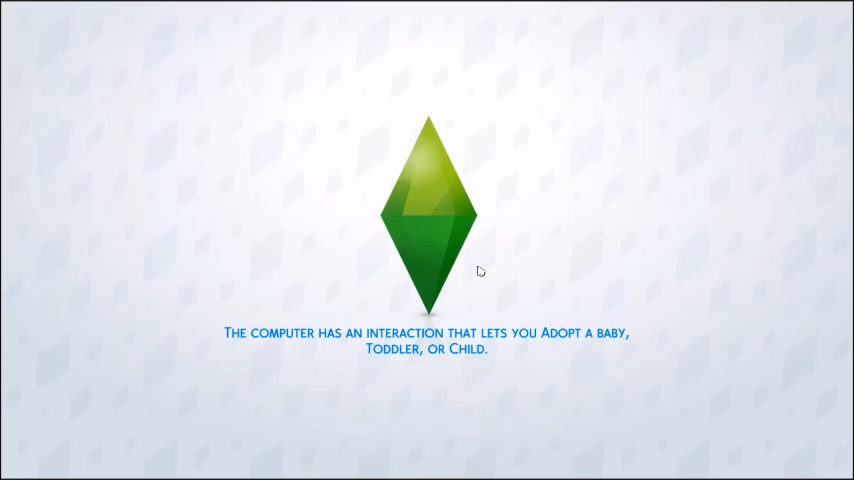 The computer has an interaction that lets you Adopt a baby,
Toddler, or Child.